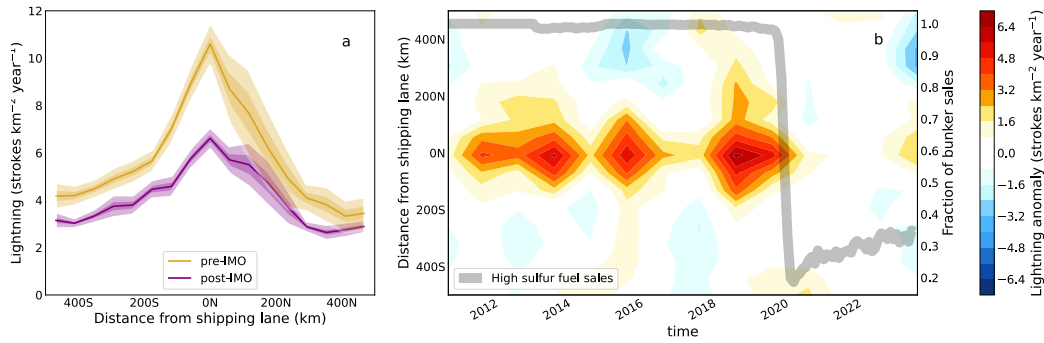 12
10
8
6
4
2
0
Lightning (strokes km⁻² year⁻¹)
a
pre-IMO
post-IMO
400S 200S 0N 200N 400N
Distance from shipping lane (km)
400N
200N
0N
200S
400S
Distance from shipping lane (km)
b
High sulfur fuel sales
2012 2014 2016 2018 2020 2022
time
1.0
0.9
0.8
0.7
0.6
0.5
0.4
0.3
0.2
Fraction of bunker sales
6.4
4.8
3.2
1.6
0.0
−1.6
−3.2
−4.8
−6.4
Lightning anomaly (strokes km⁻² year⁻¹)